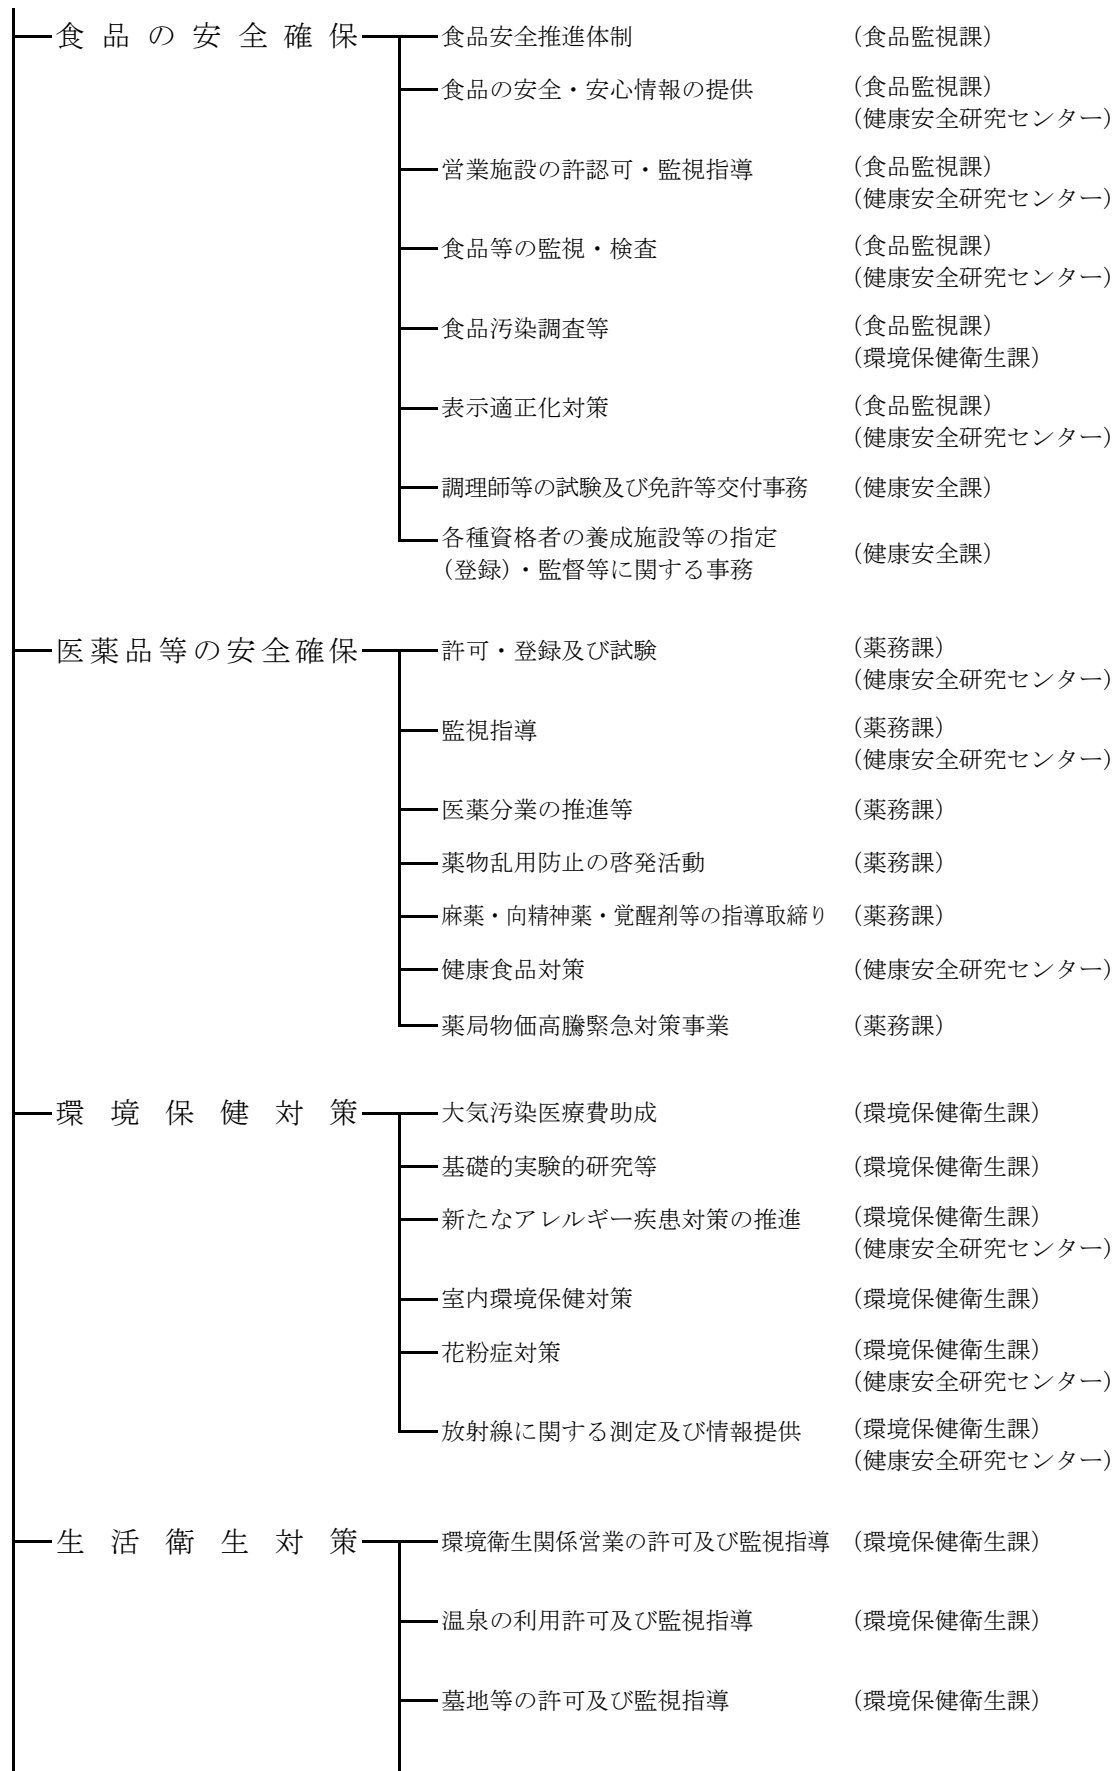 食品の安全確保 食品安全推進体制 （食品監視課）
食品の安全・安心情報の提供 （食品監視課）
（健康安全研究センター）
営業施設の許認可・監視指導 （食品監視課）
（健康安全研究センター）
食品等の監視・検査 （食品監視課）
（健康安全研究センター）
食品汚染調査等 （食品監視課）
（環境保健衛生課）
表示適正化対策 （食品監視課）
（健康安全研究センター）
調理師等の試験及び免許等交付事務 （健康安全課）
各種資格者の養成施設等の指定
（登録）・監督等に関する事務 （健康安全課）
医薬品等の安全確保 許可・登録及び試験 （薬務課）
（健康安全研究センター）
監視指導 （薬務課）
（健康安全研究センター）
医薬分業の推進等 （薬務課）
薬物乱用防止の啓発活動 （薬務課）
麻薬・向精神薬・覚醒剤等の指導取締り （薬務課）
健康食品対策 （健康安全研究センター）
薬局物価高騰緊急対策事業 （薬務課）
環境保健対策 大気汚染医療費助成 （環境保健衛生課）
基礎的実験的研究等 （環境保健衛生課）
新たなアレルギー疾患対策の推進 （環境保健衛生課）
（健康安全研究センター）
室内環境保健対策 （環境保健衛生課）
花粉症対策 （環境保健衛生課）
（健康安全研究センター）
放射線に関する測定及び情報提供 （環境保健衛生課）
（健康安全研究センター）
生活衛生対策 環境衛生関係営業の許可及び監視指導 （環境保健衛生課）
温泉の利用許可及び監視指導 （環境保健衛生課）
墓地等の許可及び監視指導 （環境保健衛生課）